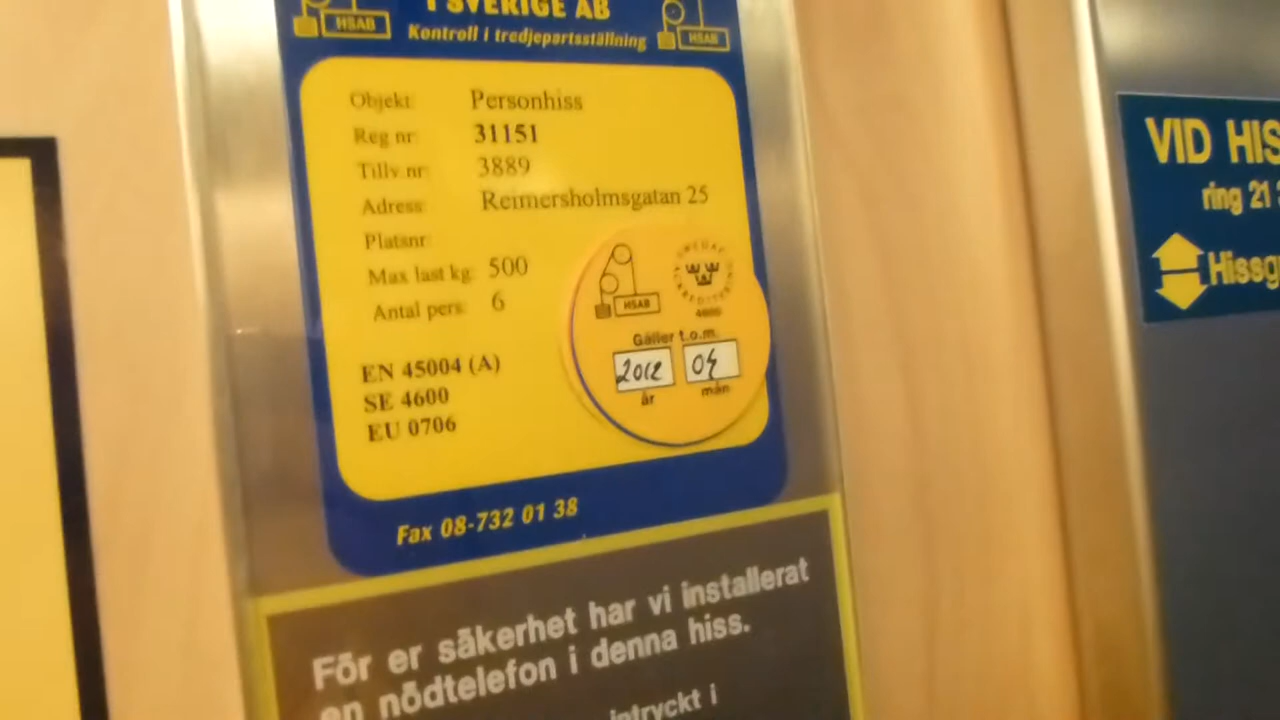 I SVERIGE AB
HSAB
Kontroll i tredjepartsställning
HSAB
Objekt: Personhiss
Reg nr: 31151
Tillv.nr: 3889
Adress: Reimersholmsgatan 25
Platsnr:
Max last kg: 500
Antal pers: 6
EN 45004 (A)
SE 4600
EU 0706
HSAB
SWEDAC
ACKREDITERING
4600
Gäller t.o.m.
2012 04
år mån
Fax 08-732 01 38
För er säkerhet har vi installerat
en nödtelefon i denna hiss.
intryckt i
VID HIS
ring 21
Hissg